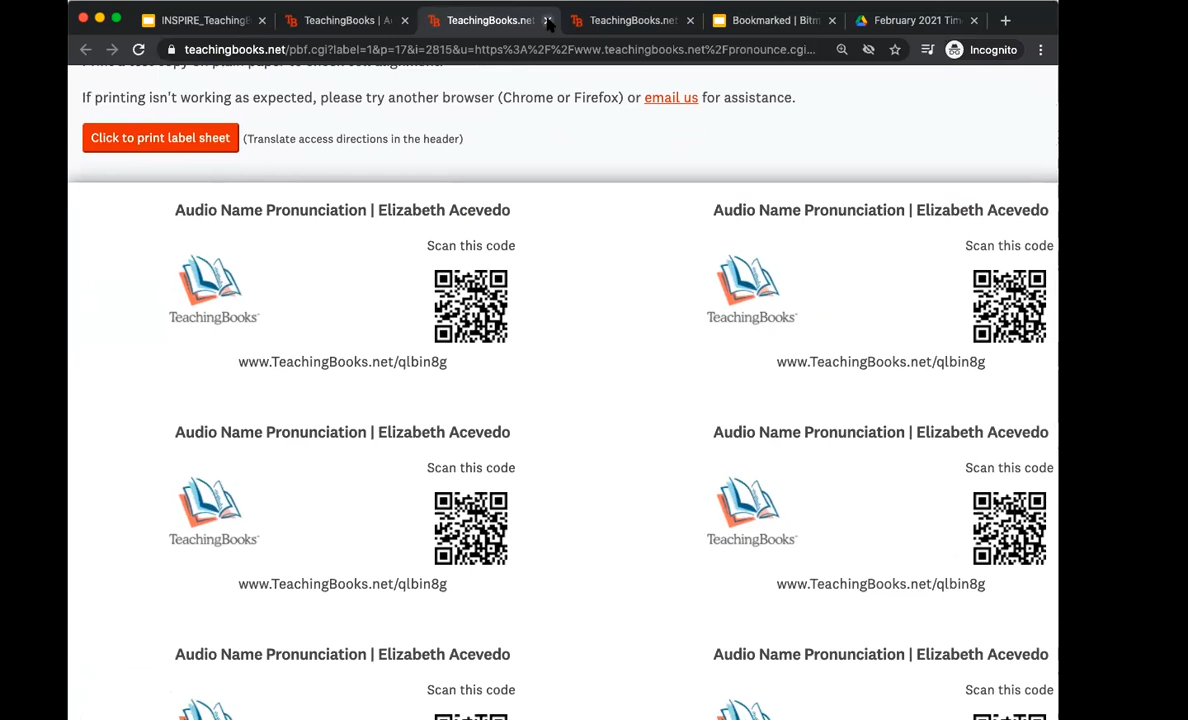 INSPIRE_Teaching
TeachingBooks | A
TeachingBooks.net
TeachingBooks.net
Bookmarked | Bitm
February 2021 Tim
teachingbooks.net/pbf.cgi?label=1&p=17&i=2815&u=https%3A%2F%2Fwww.teachingbooks.net%2Fpronounce.cgi...
Incognito
If printing isn't working as expected, please try another browser (Chrome or Firefox) or email us for assistance.
Click to print label sheet (Translate access directions in the header)
Audio Name Pronunciation | Elizabeth Acevedo
Audio Name Pronunciation | Elizabeth Acevedo
Scan this code
Scan this code
TeachingBooks
TeachingBooks
www.TeachingBooks.net/qlbin8g
www.TeachingBooks.net/qlbin8g
Audio Name Pronunciation | Elizabeth Acevedo
Audio Name Pronunciation | Elizabeth Acevedo
Scan this code
Scan this code
TeachingBooks
TeachingBooks
www.TeachingBooks.net/qlbin8g
www.TeachingBooks.net/qlbin8g
Audio Name Pronunciation | Elizabeth Acevedo
Audio Name Pronunciation | Elizabeth Acevedo
Scan this code
Scan this code